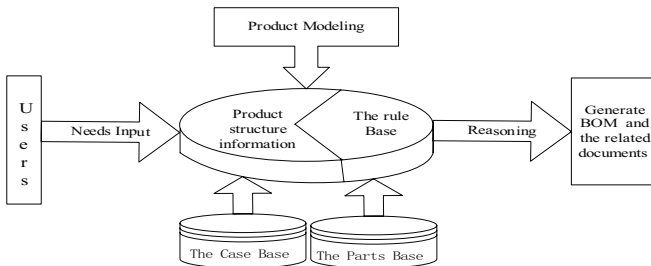 Product Modeling
Users
Needs Input
Product
structure
information
The rule
Base
Reasoning
Generate
BOM and
the related
documents
The Case Base
The Parts Base